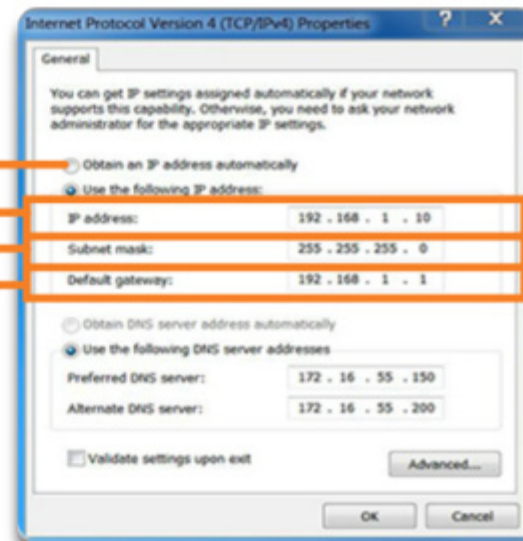 Internet Protocol Version 4 (TCP/IPv4) Properties
? X
General
You can get IP settings assigned automatically if your network
supports this capability. Otherwise, you need to ask your network
administrator for the appropriate IP settings.
Obtain an IP address automatically
Use the following IP address:
IP address: 192 . 168 . 1 . 10
Subnet mask: 255 . 255 . 255 . 0
Default gateway: 192 . 168 . 1 . 1
Obtain DNS server address automatically
Use the following DNS server addresses
Preferred DNS server: 172 . 16 . 55 . 150
Alternate DNS server: 172 . 16 . 55 . 200
Validate settings upon exit
Advanced...
OK Cancel